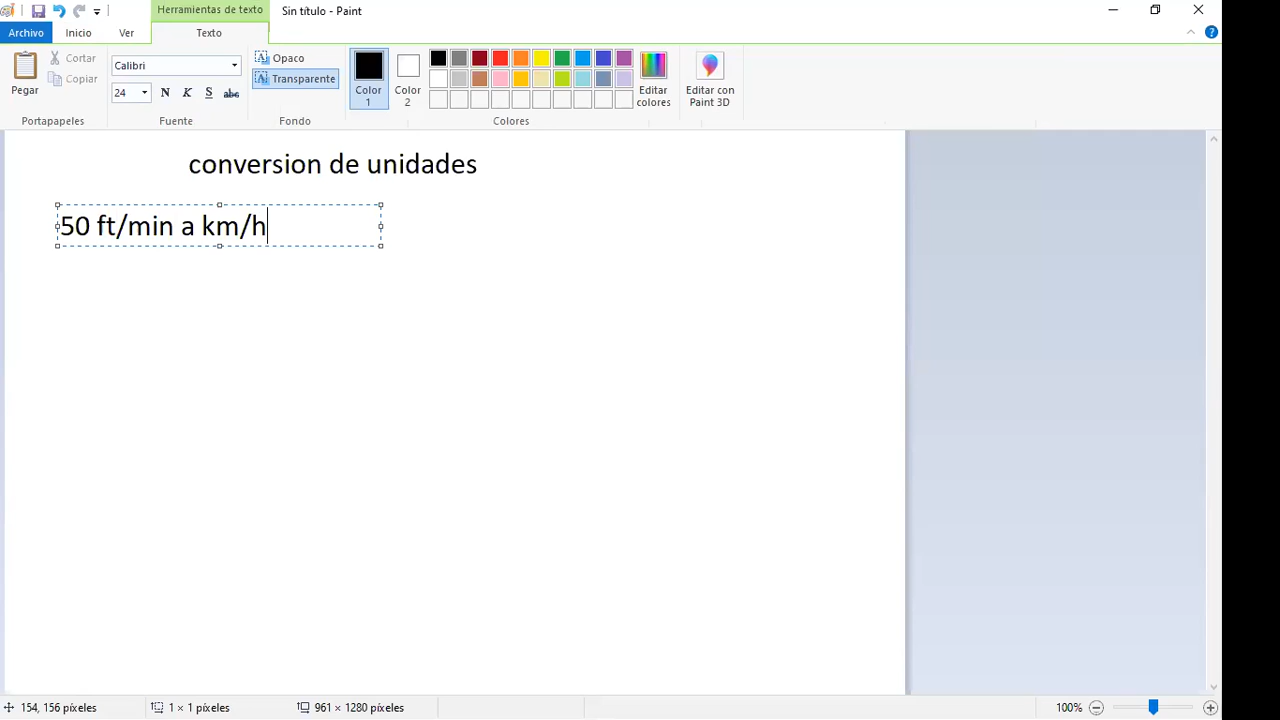 Herramientas de texto
Sin título - Paint
Archivo
Inicio
Ver
Texto
Pegar
Cortar
Copiar
Portapapeles
Calibri
24
N K S abc
Fuente
Opaco
Transparente
Fondo
Color 1
Color 2
Colores
Editar colores
Editar con Paint 3D
conversion de unidades
50 ft/min a km/h
154, 156 píxeles
1 × 1 píxeles
961 × 1280 píxeles
100%